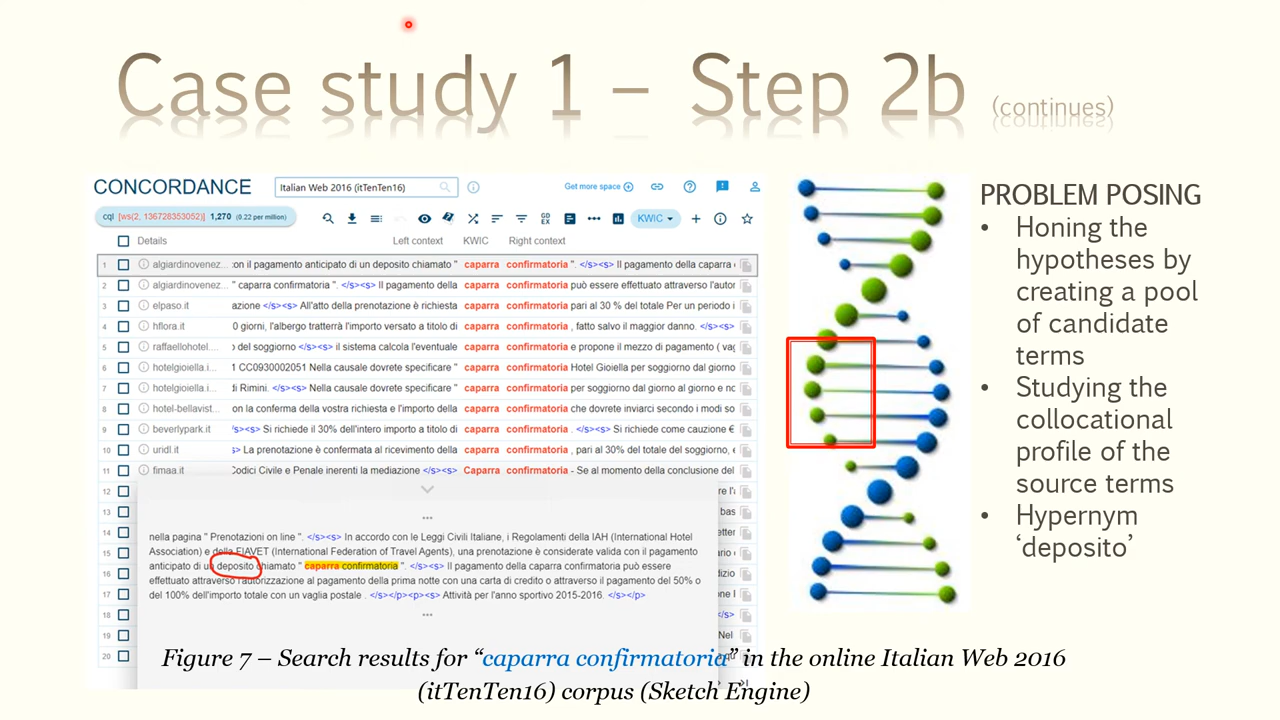 Case study 1 – Step 2b (continues)
CONCORDANCE
Italian Web 2016 (itTenTen16)
Get more space
cql [ws(2, 136728353052)] 1,270 (0.22 per million)
GD
EX
KWIC
Details Left context KWIC Right context
1 algiardinovenez... con il pagamento anticipato di un deposito chiamato " caparra confirmatoria ". </s><s> Il pagamento della caparra
2 algiardinovenez... " caparra confirmatoria ". </s><s> Il pagamento della caparra confirmatoria può essere effettuato attraverso l'autor
3 elpaso.it azione </s><s> All'atto della prenotazione è richiesta caparra confirmatoria pari al 30 % del totale Per un periodo i
4 hflora.it 0 giorni, l'albergo tratterrà l'importo versato a titolo di caparra confirmatoria , fatto salvo il maggior danno. </s><s>
5 raffaellohotel.... o del soggiorno </s><s> il sistema calcola l'eventuale caparra confirmatoria e propone il mezzo di pagamento ( vag
6 hotelgioiella.i... 1 CC0930002051 Nella causale dovrete specificare " caparra confirmatoria Hotel Gioiella per soggiorno dal giorno
7 hotelgioiella.i... di Rimini. </s><s> Nella causale dovrete specificare " caparra confirmatoria per soggiorno dal giorno al giorno e no
8 hotel-bellavist... con la conferma della vostra richiesta e l'importo della caparra confirmatoria che dovrete inviarci secondo i modi so
9 beverlypark.it /s><s> Si richiede il 30% dell'intero importo a titolo di caparra confirmatoria . </s><s> Si richiede come cauzione €
10 uridl.it s> La prenotazione è confermata al ricevimento della caparra confirmatoria , pari al 30% del totale del soggiorno,
11 fimaa.it Codici Civile e Penale inerenti la mediazione </s><s> Caparra confirmatoria - Se al momento della conclusione del
12
13 bas
14
15
16
17
18 /s>
19 Nel
20
...
nella pagina " Prenotazioni on line ". </s><s> In accordo con le Leggi Civili Italiane, i Regolamenti della IAH (International Hotel
Association) e della FIAVET (International Federation of Travel Agents), una prenotazione è considerate valida con il pagamento
anticipato di un deposito chiamato " caparra confirmatoria ". </s><s> Il pagamento della caparra confirmatoria può essere
effettuato attraverso l'autorizzazione al pagamento della prima notte con una carta di credito o attraverso il pagamento del 50% o
del 100% dell'importo totale con un vaglia postale . </s></p><p><s> Attività per l'anno sportivo 2015-2016. </s></p>
...
Figure 7 – Search results for “caparra confirmatoria” in the online Italian Web 2016
(itTenTen16) corpus (Sketch Engine)
PROBLEM POSING
• Honing the
hypotheses by
creating a pool
of candidate
terms
• Studying the
collocational
profile of the
source terms
• Hypernym
‘deposito’